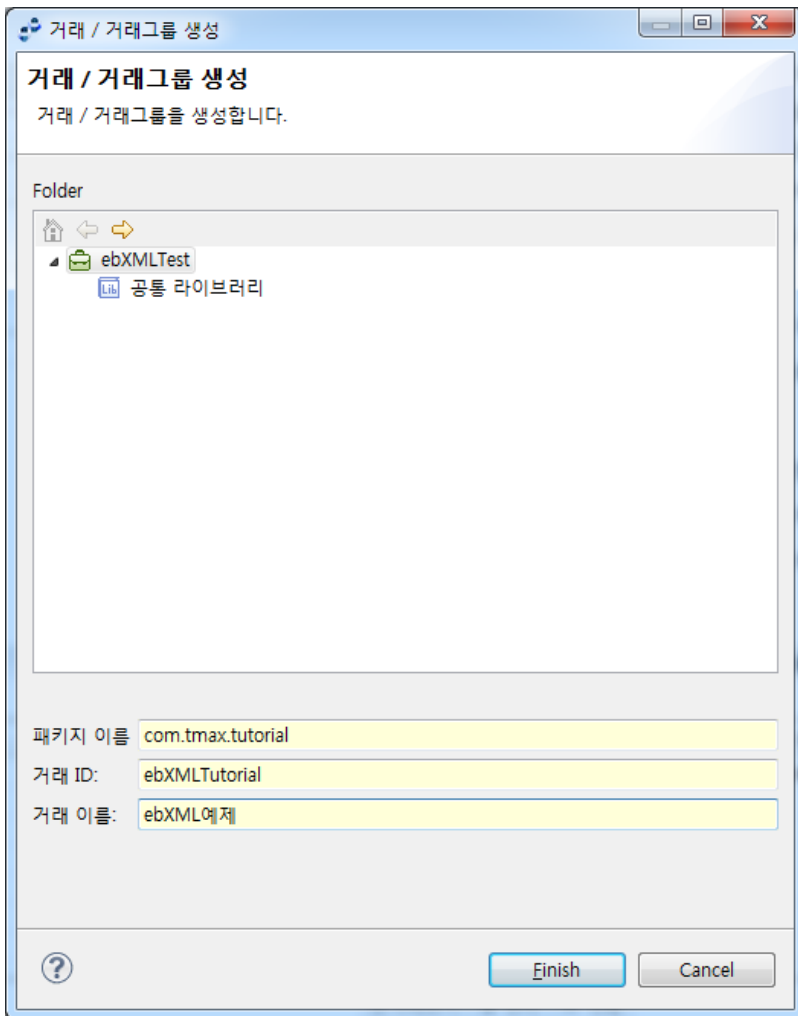 거래 / 거래그룹 생성
거래 / 거래그룹 생성
거래 / 거래그룹을 생성합니다.
Folder
ebXMLTest
Lib 공통 라이브러리
패키지 이름 com.tmax.tutorial
거래 ID: ebXMLTutorial
거래 이름: ebXML예제
? Finish Cancel